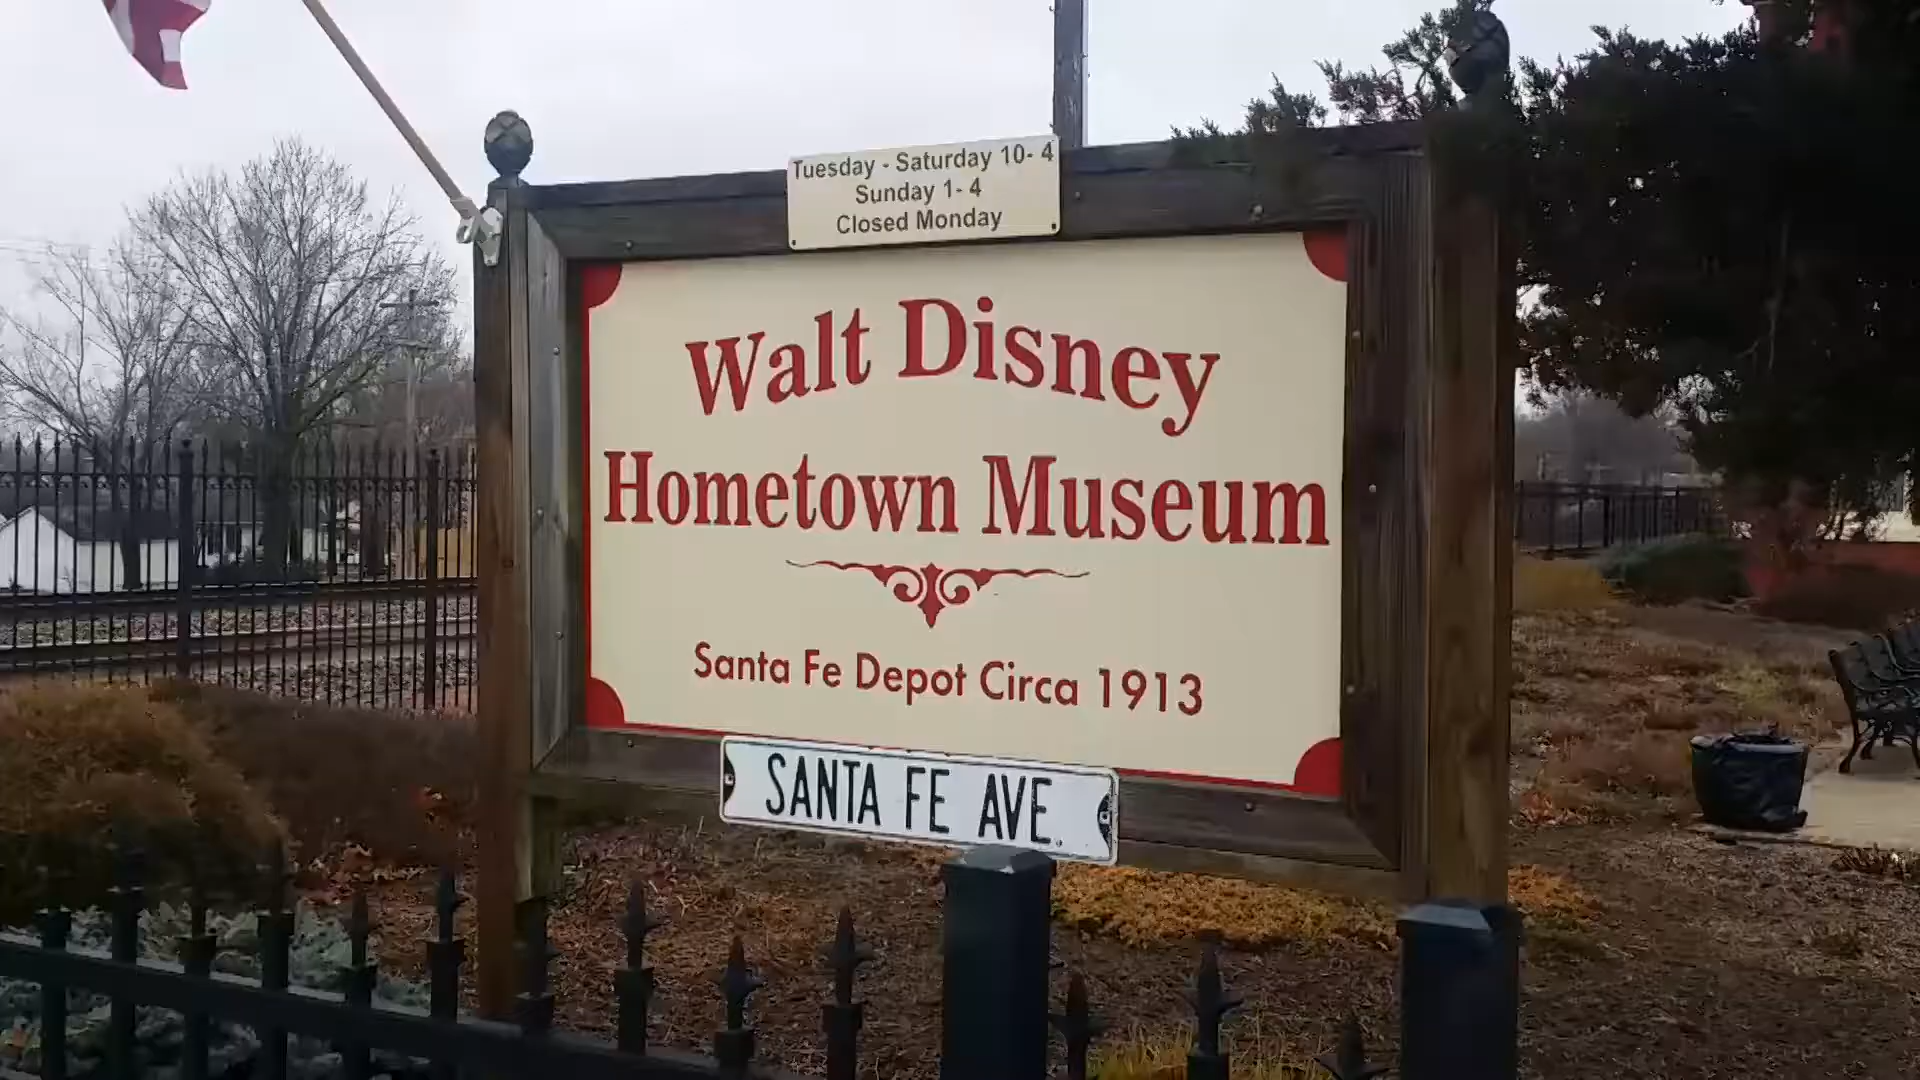 Tuesday - Saturday 10- 4
Sunday 1- 4
Closed Monday
Walt Disney
Hometown Museum
Santa Fe Depot Circa 1913
SANTA FE AVE.